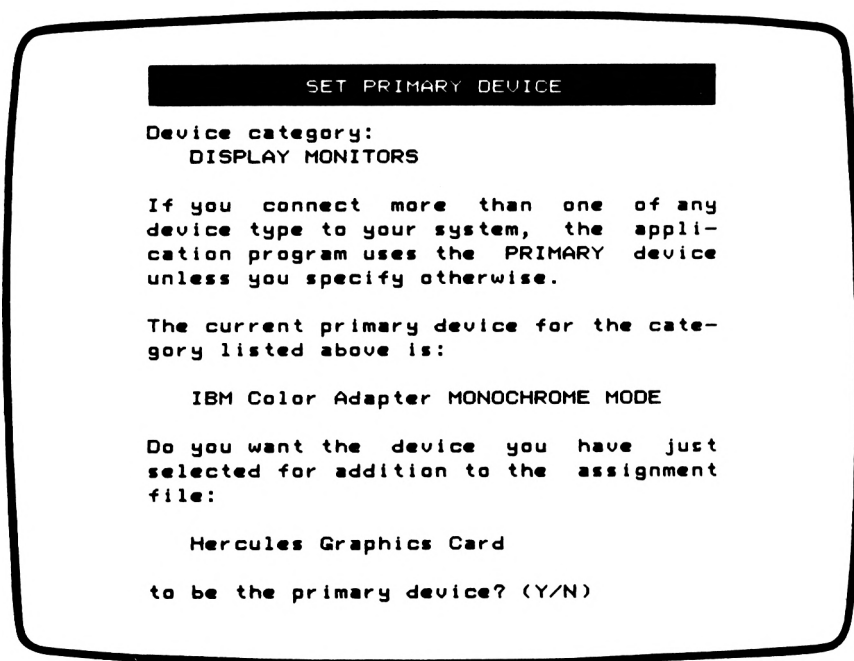 SET PRIMARY DEVICE
Device category:
DISPLAY MONITORS
If you connect more than one of any
device type to your system, the appli-
cation program uses the PRIMARY device
unless you specify otherwise.
The current primary device for the cate-
gory listed above is:
IBM Color Adapter MONOCHROME MODE
Do you want the device you have just
selected for addition to the assignment
file:
Hercules Graphics Card
to be the primary device? (Y/N)